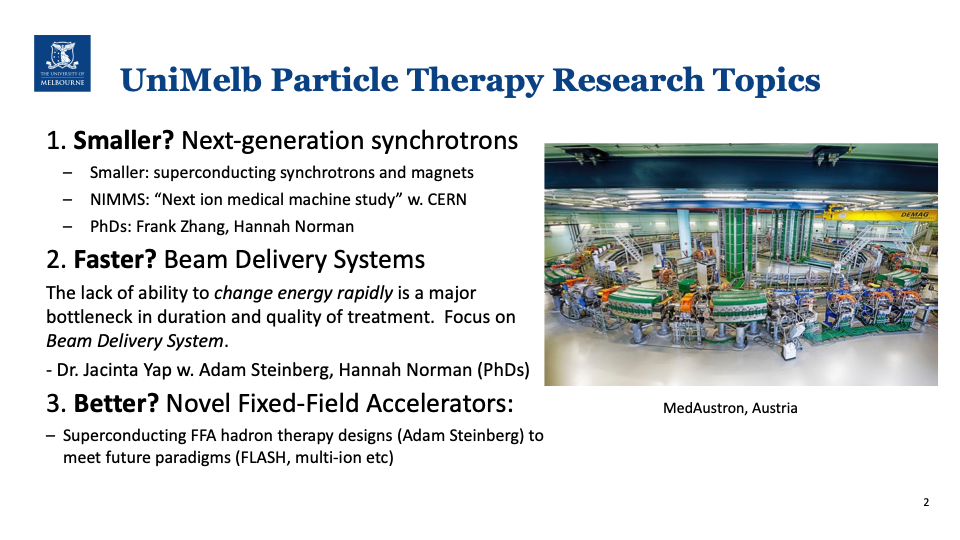 THE UNIVERSITY OF
MELBOURNE
UniMelb Particle Therapy Research Topics
1. Smaller? Next-generation synchrotrons
– Smaller: superconducting synchrotrons and magnets
– NIMMS: “Next ion medical machine study” w. CERN
– PhDs: Frank Zhang, Hannah Norman
2. Faster? Beam Delivery Systems
The lack of ability to change energy rapidly is a major
bottleneck in duration and quality of treatment. Focus on
Beam Delivery System.
- Dr. Jacinta Yap w. Adam Steinberg, Hannah Norman (PhDs)
3. Better? Novel Fixed-Field Accelerators:
– Superconducting FFA hadron therapy designs (Adam Steinberg) to
meet future paradigms (FLASH, multi-ion etc)
DEMAG
MedAustron, Austria
2